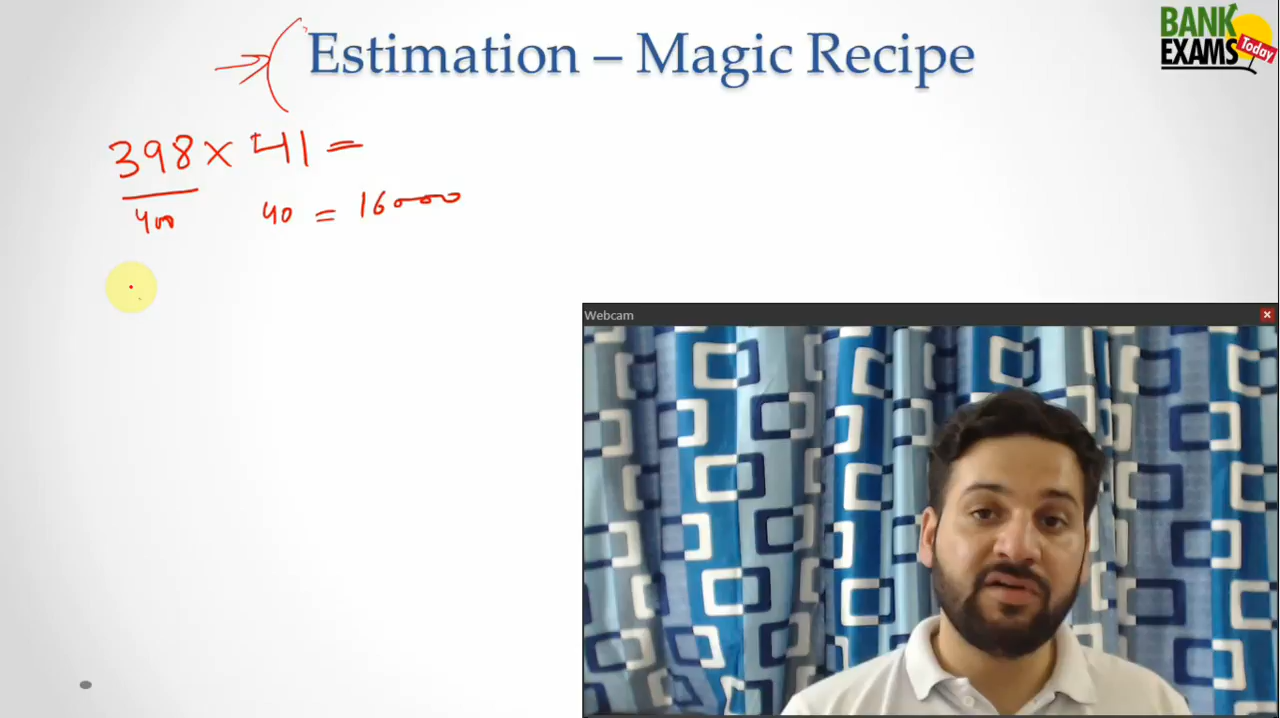 Estimation – Magic Recipe
BANK
EXAMS Today
398 × 41 =
400 40 = 16000
Webcam